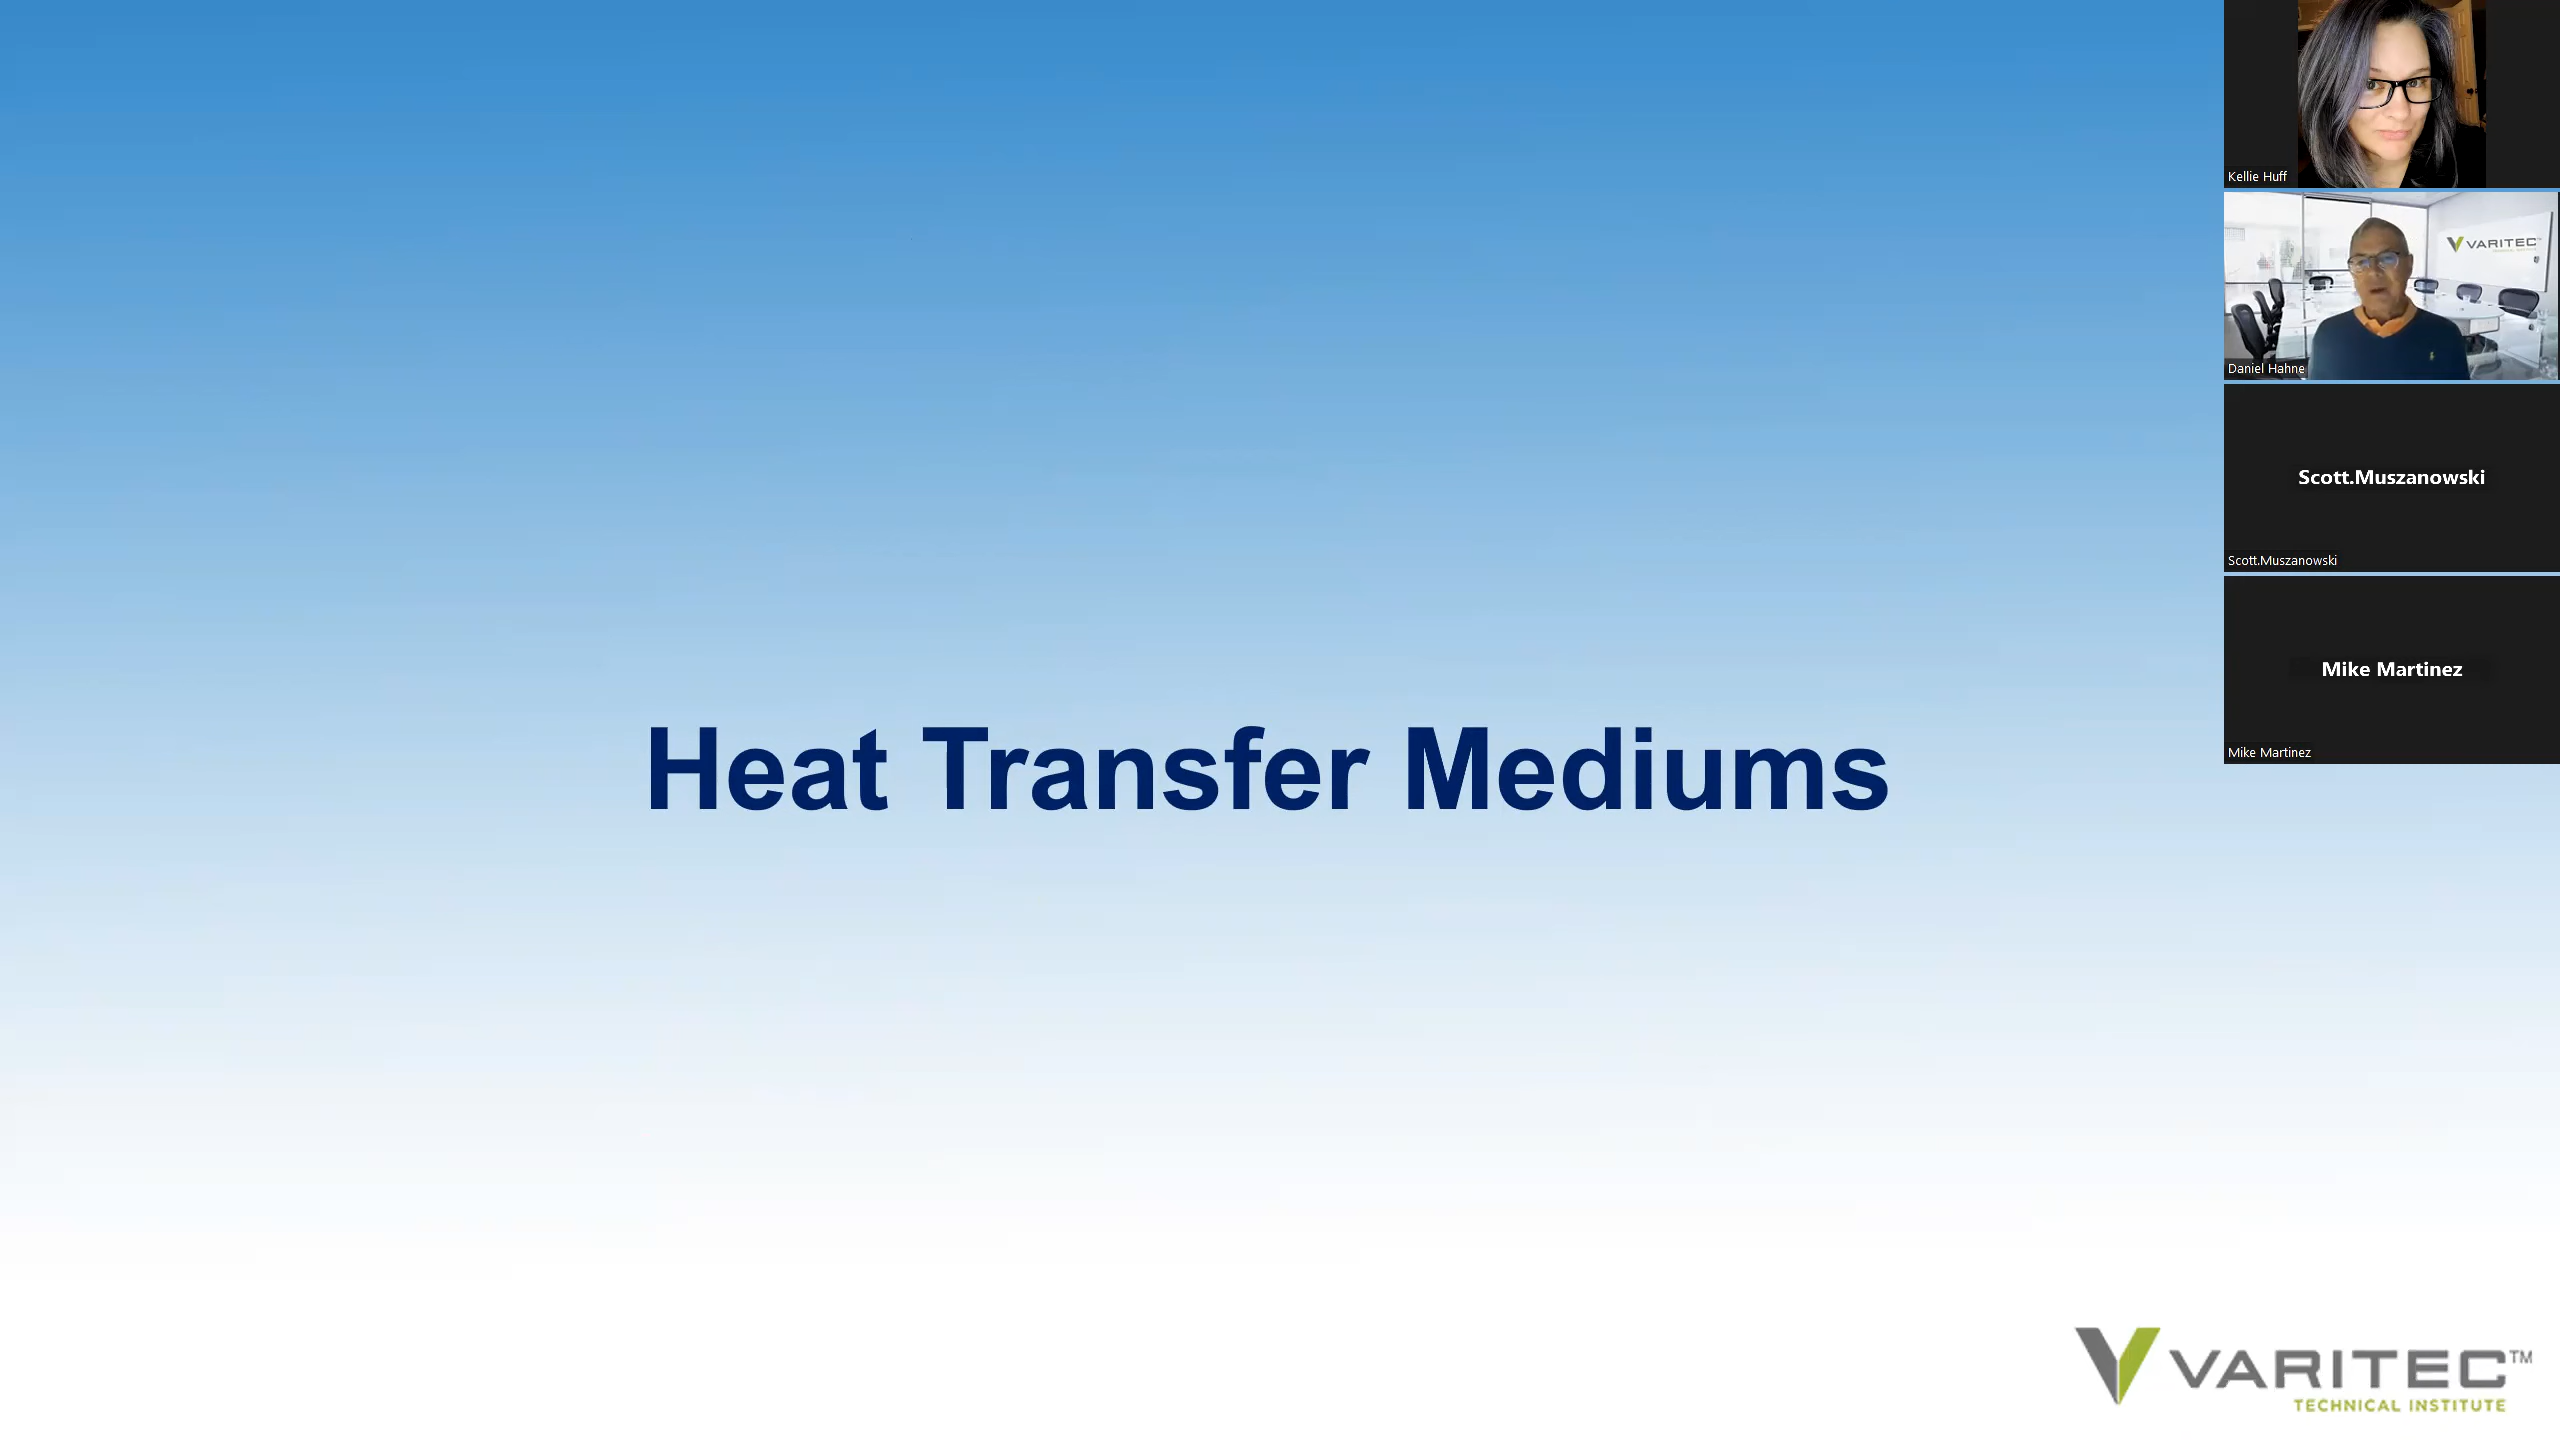 Kellie Huff
VARITEC
Daniel Hahne
Scott.Muszanowski
Scott.Muszanowski
Mike Martinez
Mike Martinez
Heat Transfer Mediums
VARITEC™
TECHNICAL INSTITUTE